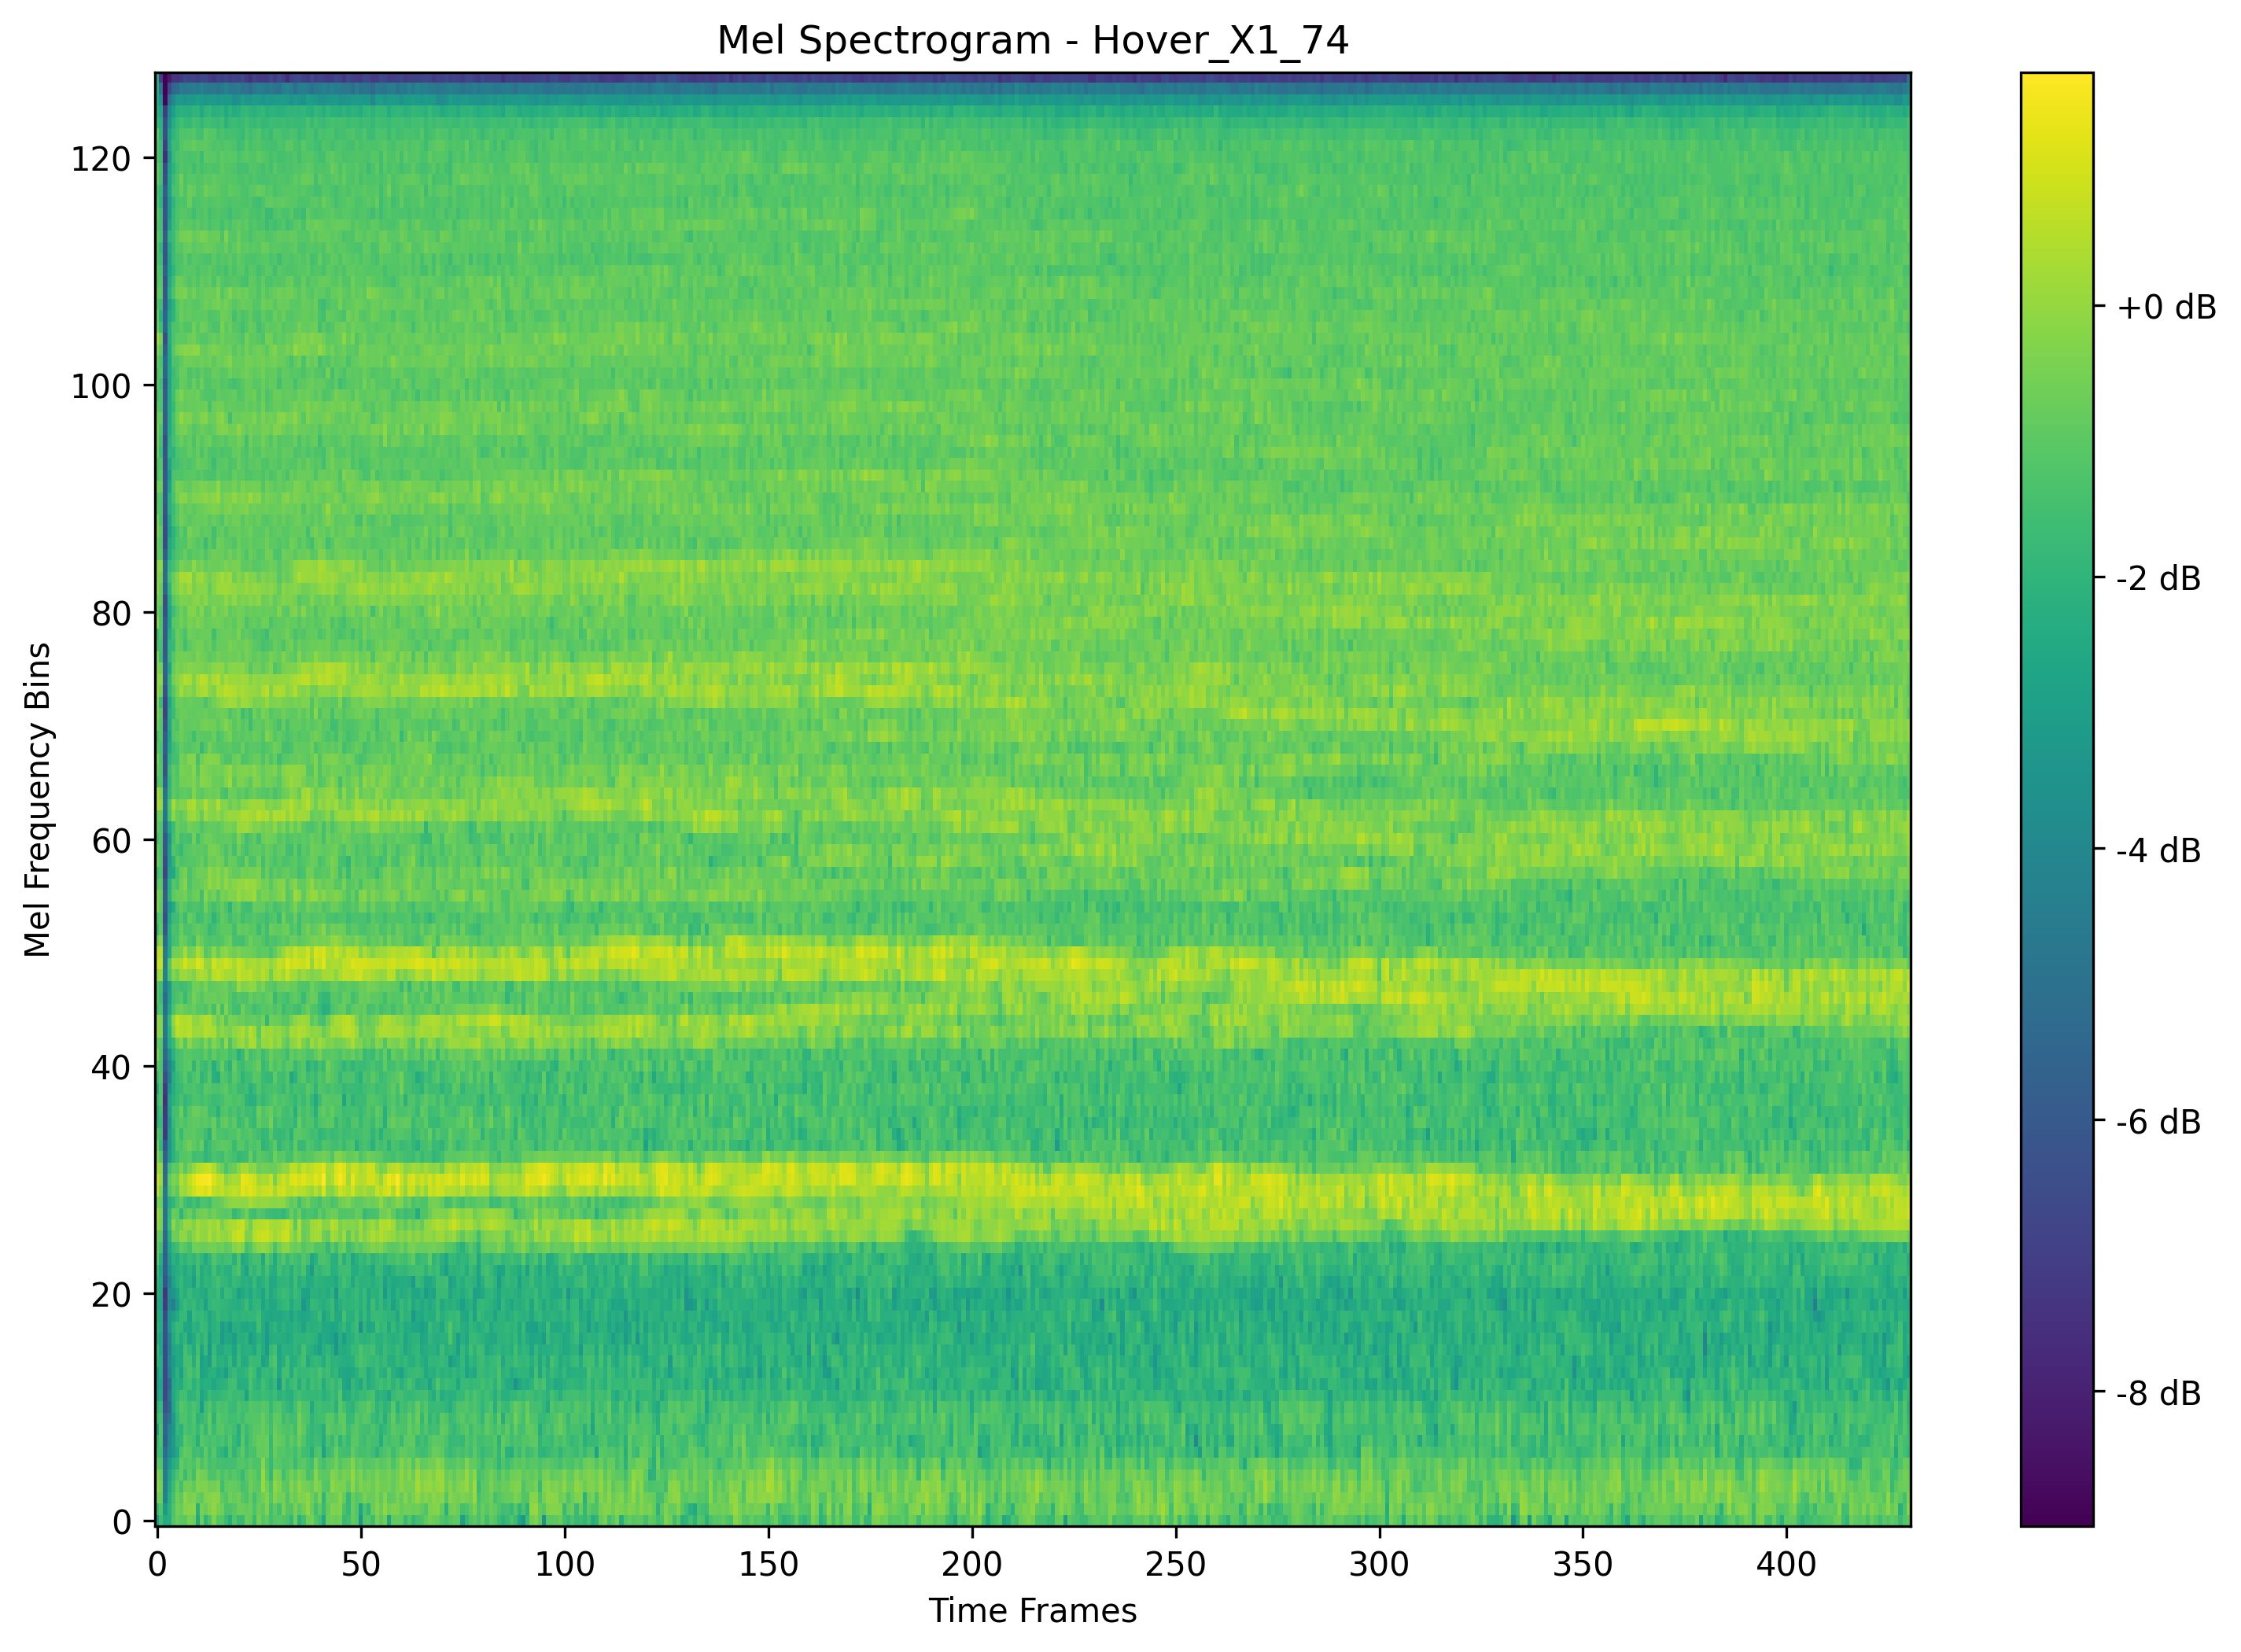 Mel Spectrogram - Hover_X1_74
120
100
80
60
40
20
0
Mel Frequency Bins
0 50 100 150 200 250 300 350 400
Time Frames
+0 dB
-2 dB
-4 dB
-6 dB
-8 dB